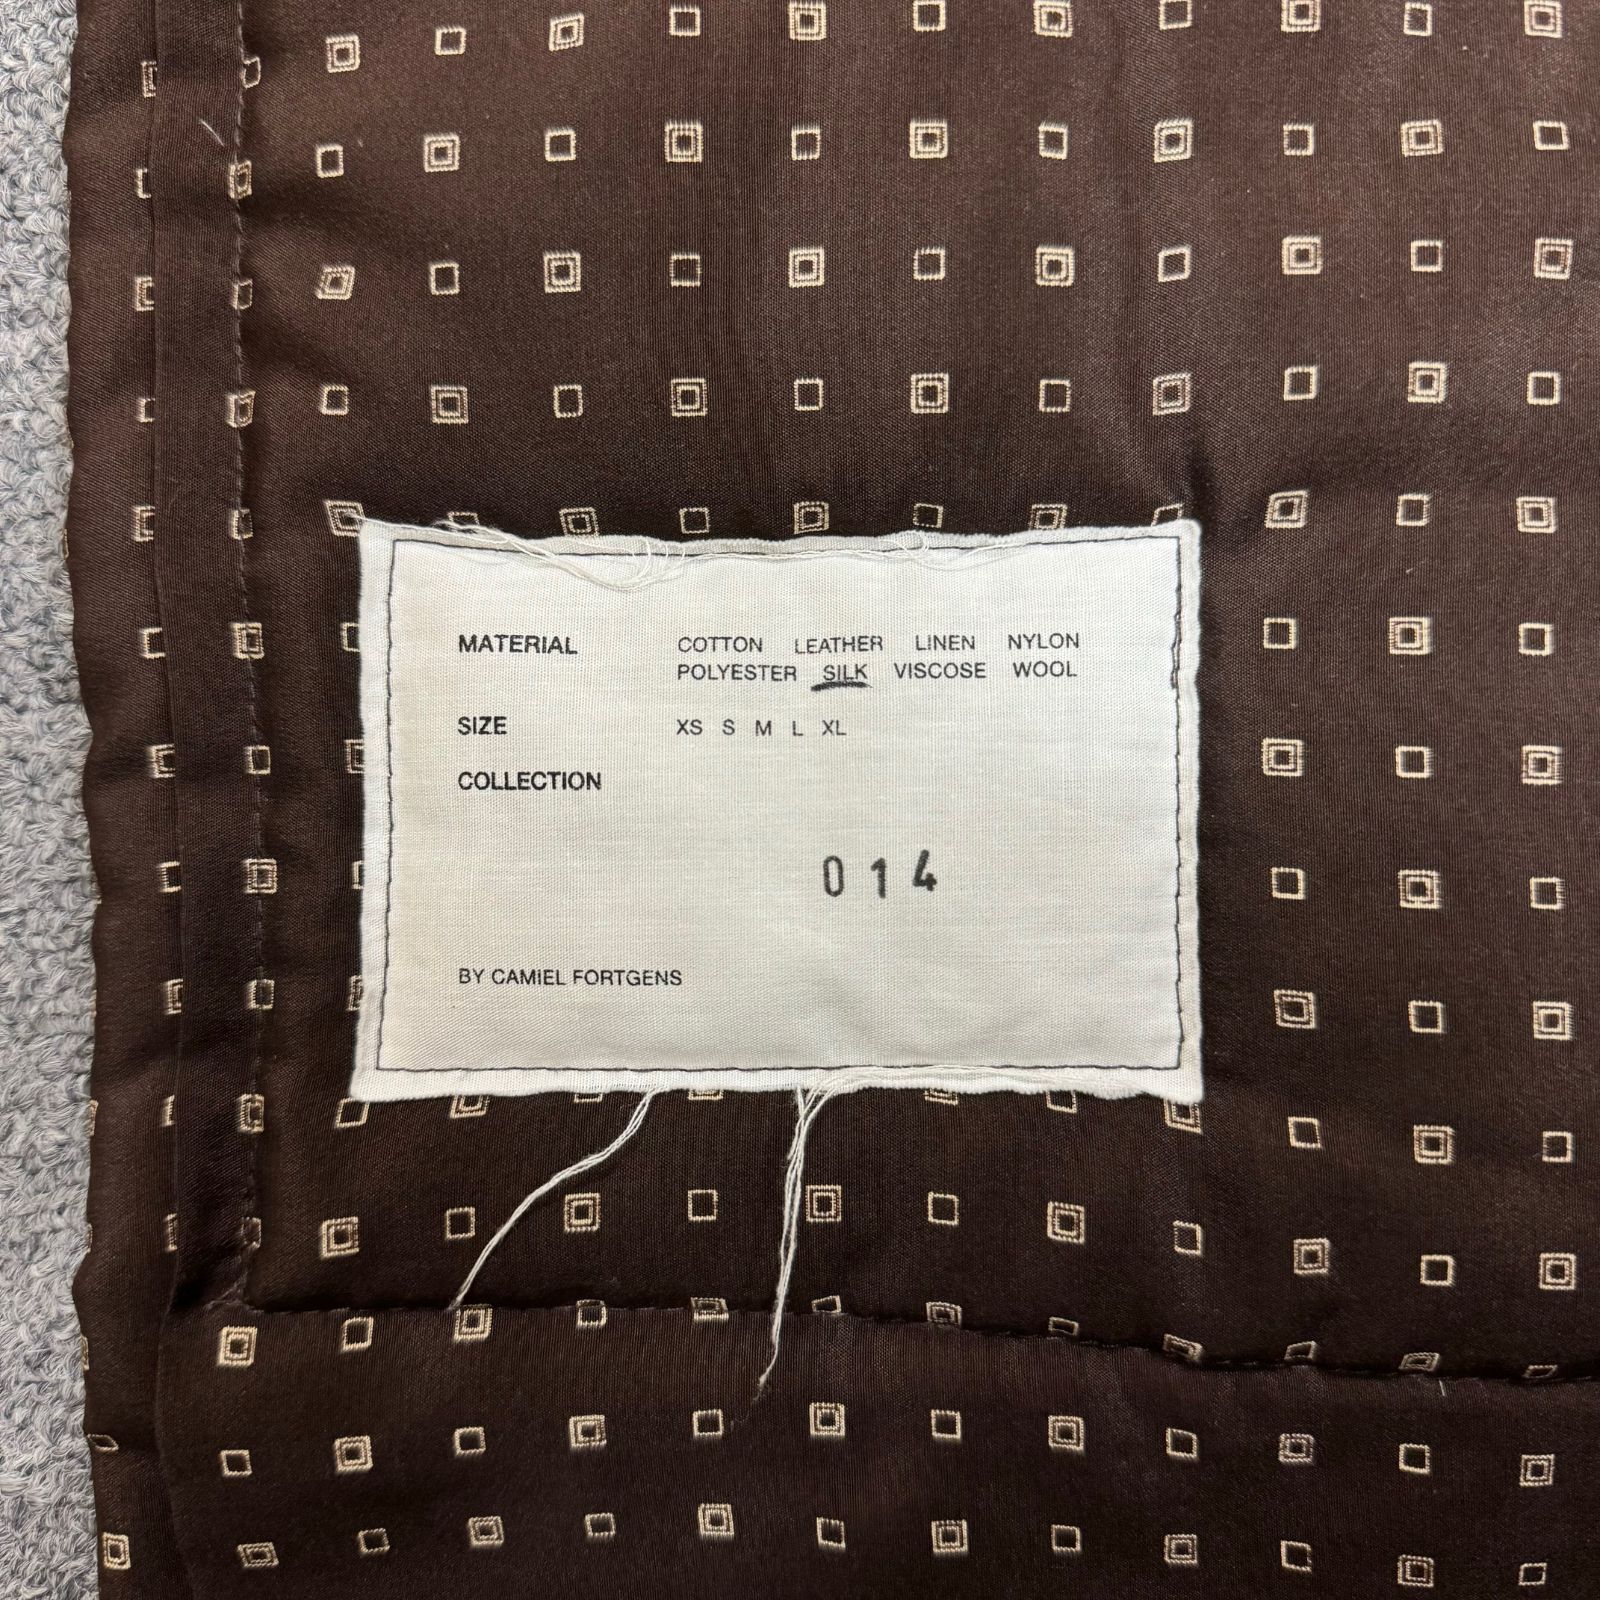 MATERIAL COTTON LEATHER LINEN NYLON
POLYESTER SILK VISCOSE WOOL
SIZE XS S M L XL
COLLECTION
014
BY CAMIEL FORTGENS